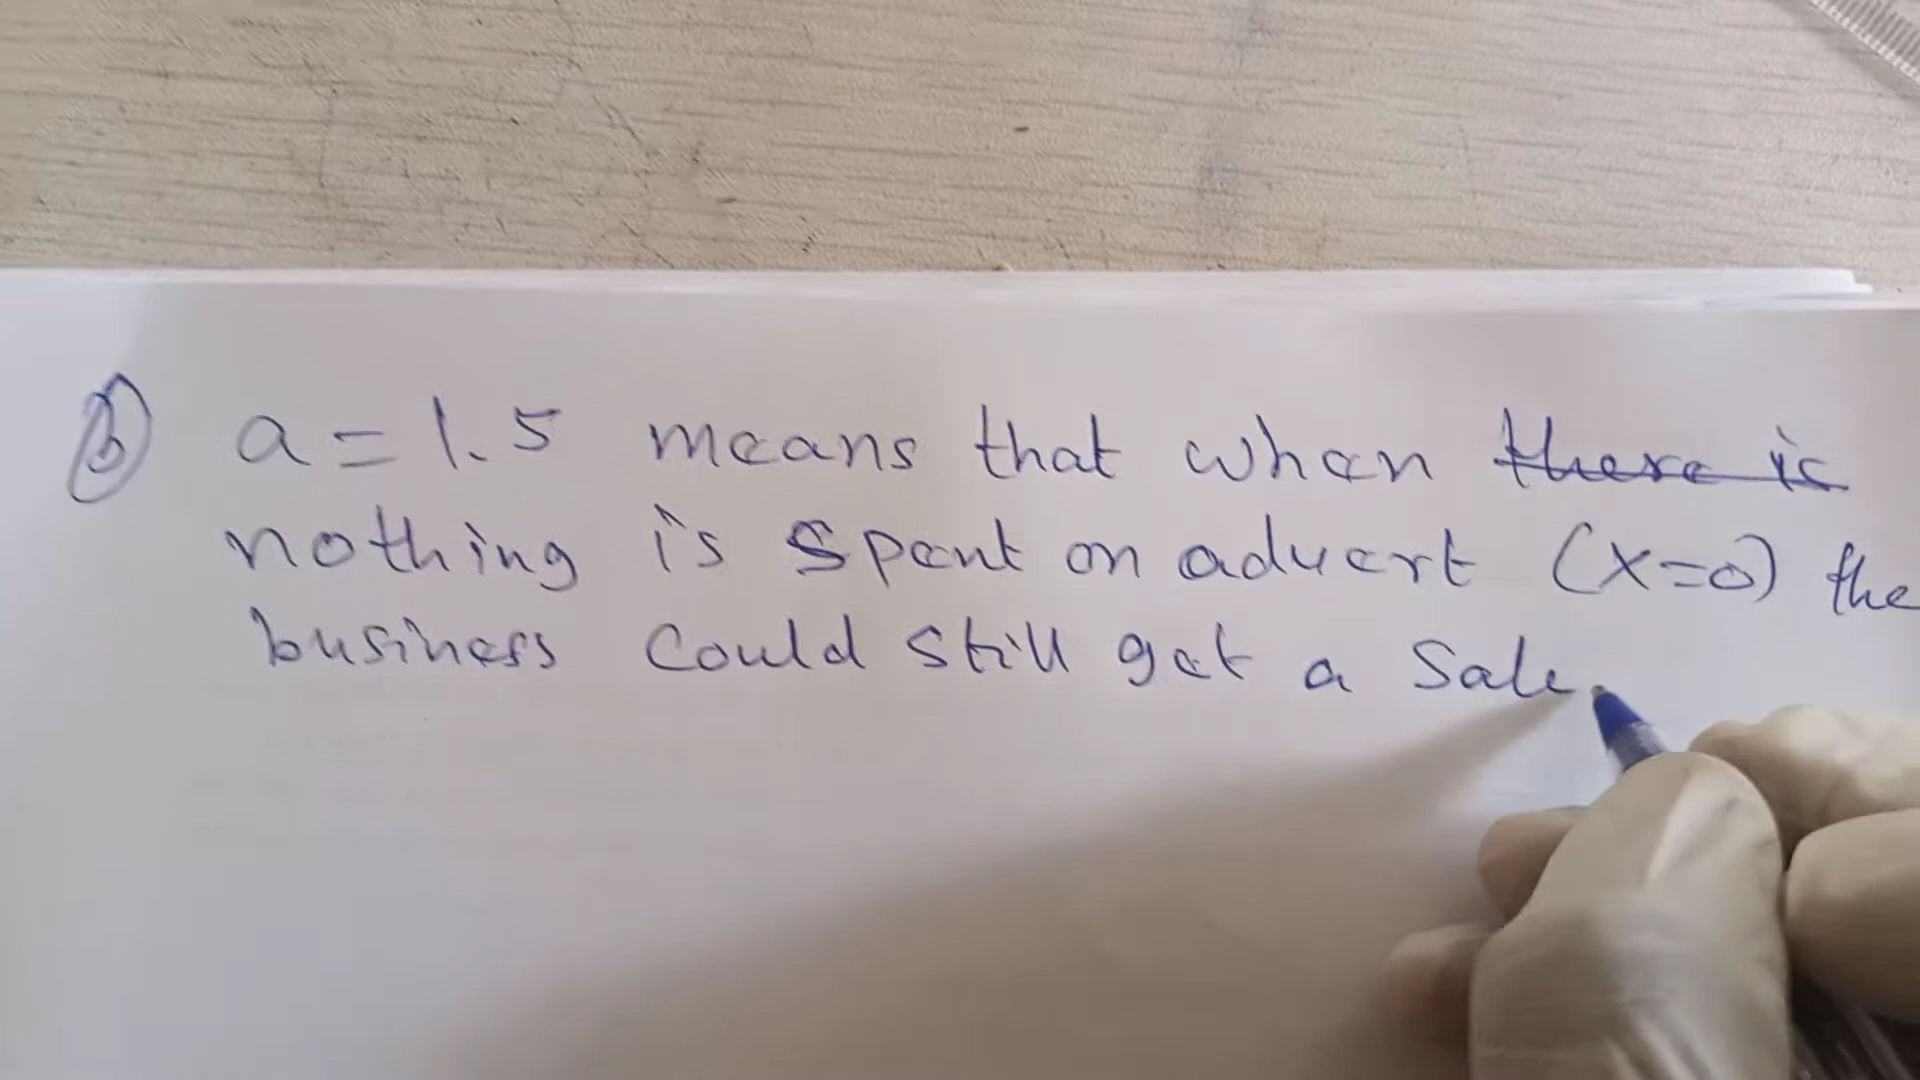 b a = 1.5 means that when there is
nothing is spent on advert (x=0) the
business could still get a Sale